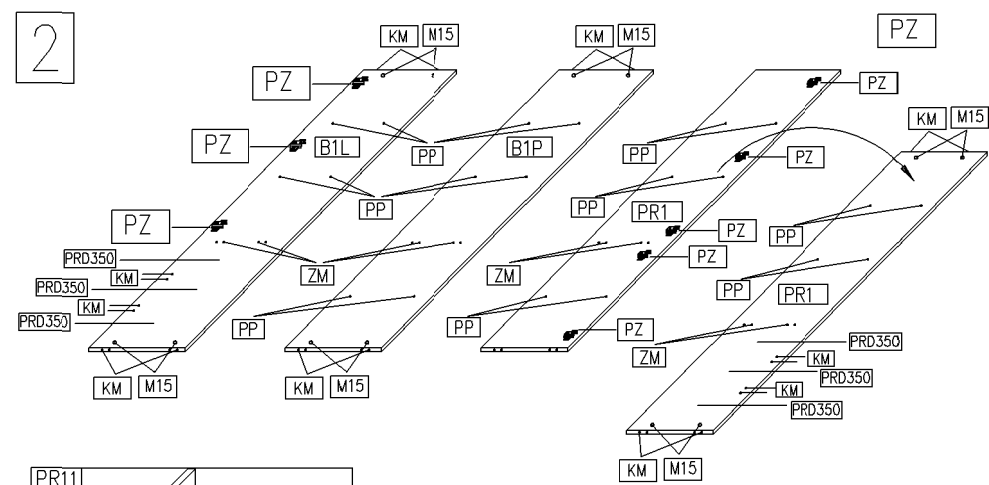 2
KM M15 KM M15 PZ
PZ PZ
KM M15
PZ B1L PP B1P PP PZ
PP PP PR1 PP
PZ PZ
PRD350 ZM ZM PZ PP PR1
KM
PRD350
KM PP PP PZ ZM PRD350
PRD350 KM
PRD350
KM M15 KM M15 KM
PRD350
KM M15
PR11